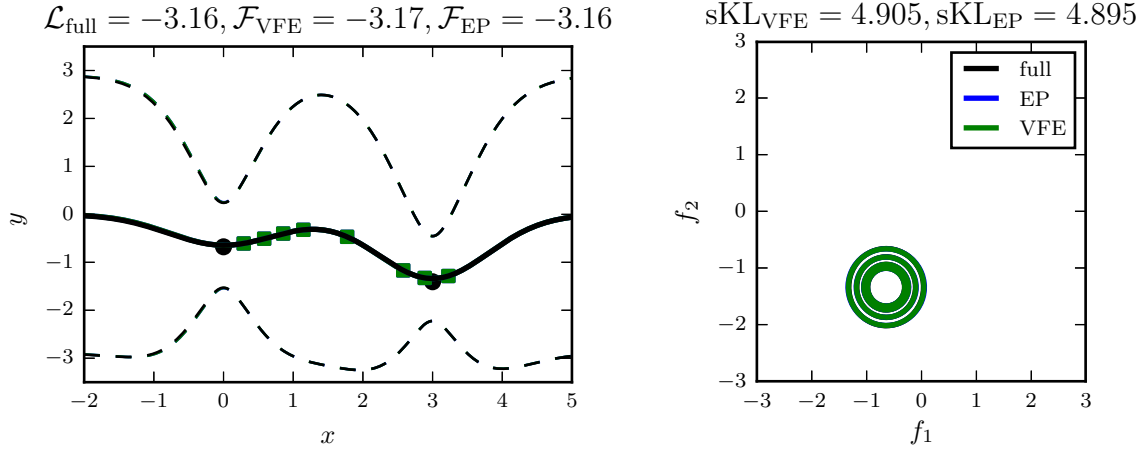 ℒ_full = −3.16, ℱ_VFE = −3.17, ℱ_EP = −3.16
3
2
1
0
−1
−2
−3
y
−2 −1 0 1 2 3 4 5
x
sKL_VFE = 4.905, sKL_EP = 4.895
full
EP
VFE
3
2
1
0
−1
−2
−3
f_2
−3 −2 −1 0 1 2 3
f_1